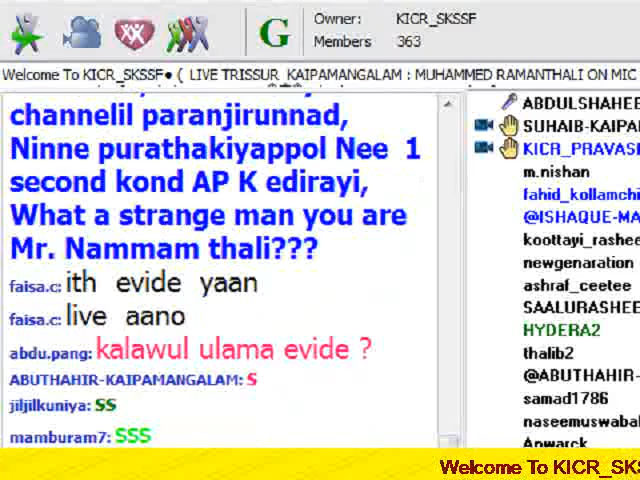 G
Owner: KICR_SKSSF
Members 363
Welcome To KICR_SKSSF● ( LIVE TRISSUR KAIPAMANGALAM : MUHAMMED RAMANTHALI ON MIC
channelil paranjirunnad,
Ninne purathakiyappol Nee 1
second kond AP K edirayi,
What a strange man you are
Mr. Nammam thali???
faisa.c: ith evide yaan
faisa.c: live aano
abdu.pang: kalawul ulama evide ?
ABUTHAHIR-KAIPAMANGALAM: S
jiljilkuniya: SS
mamburam7: SSS
ABDULSHAHEE
SUHAIB-KAIPA
KICR_PRAVAS
m.nishan
fahid_kollamchi
@ISHAQUE-MA
koottayi_rashee
newgenaration
ashraf_ceetee
SAALURASHEE
HYDERA2
thalib2
@ABUTHAHIR-
samad1786
naseemuswabal
Anwarck
Welcome To KICR_SKS